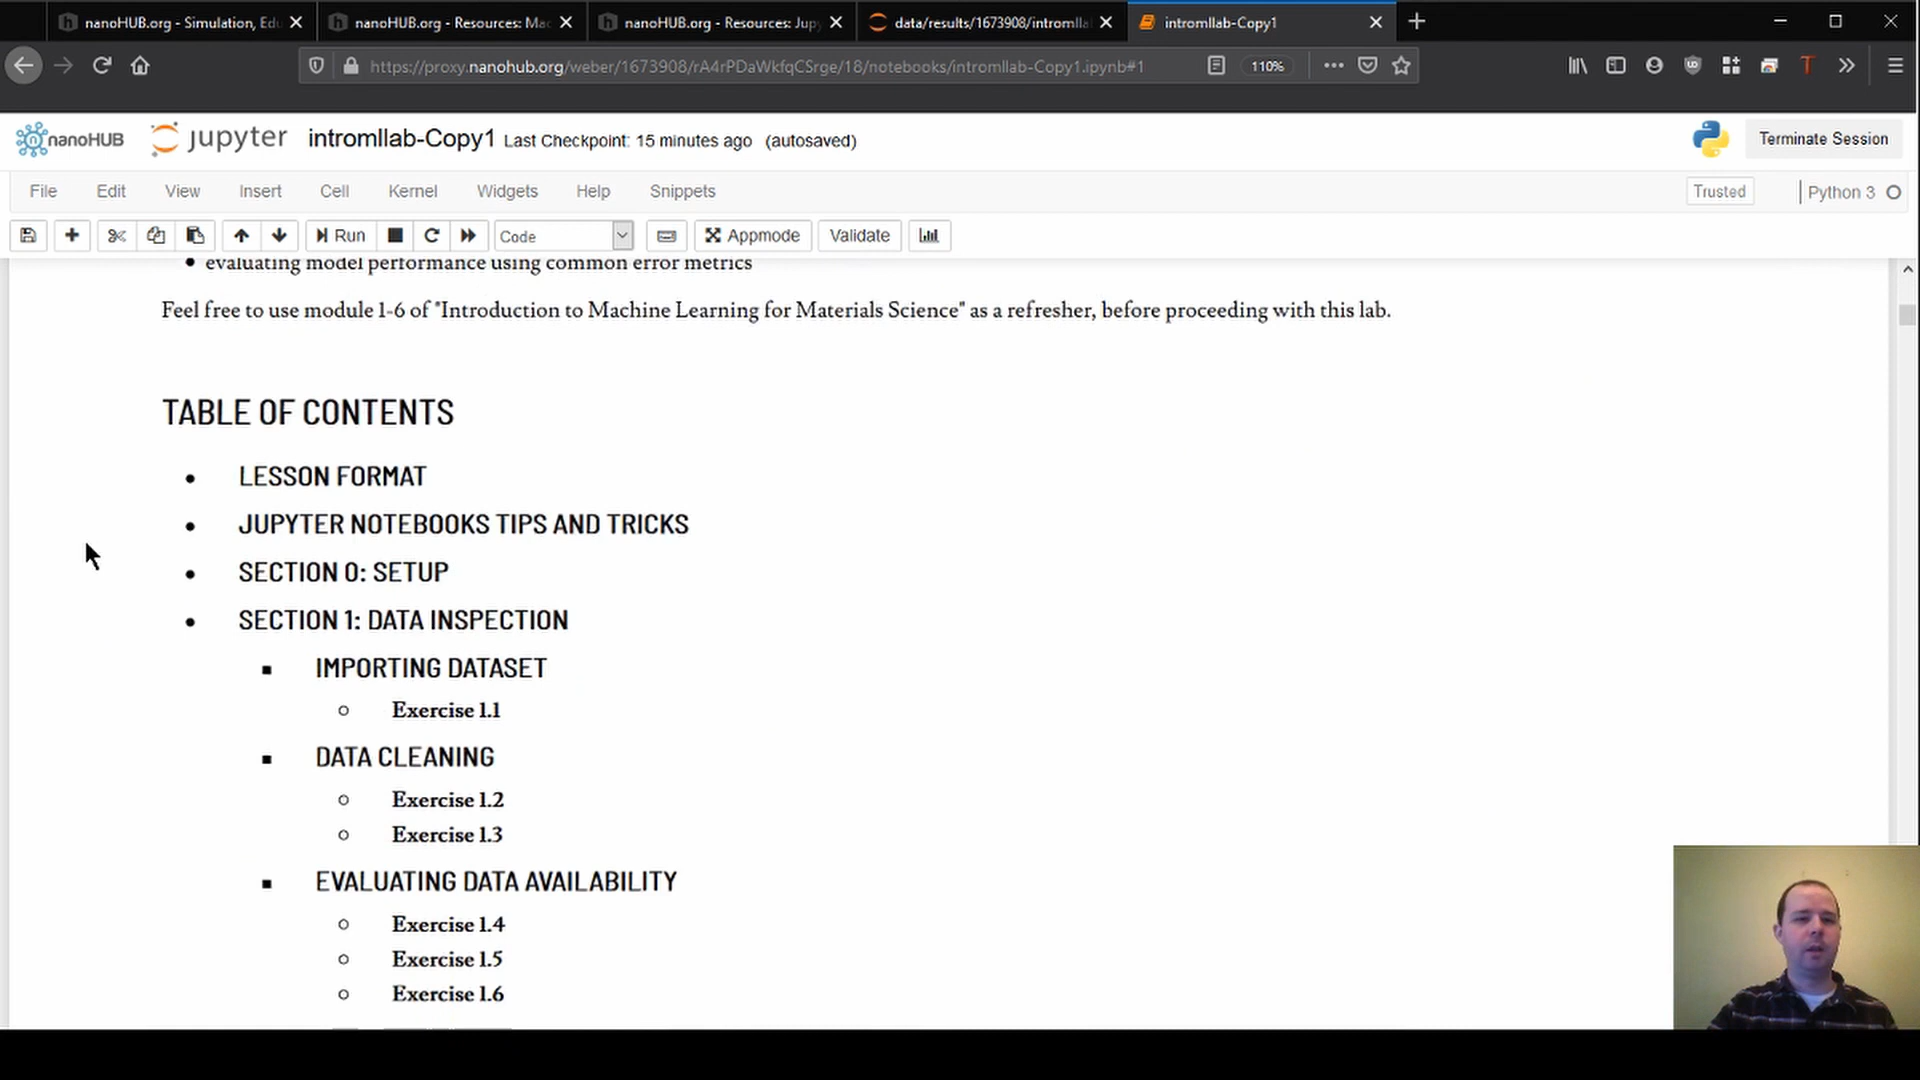 nanoHUB.org - Simulation, Edu
nanoHUB.org - Resources: Mac
nanoHUB.org - Resources: Jupy
data/results/1673908/intromlla
intromllab-Copy1
https://proxy.nanohub.org/weber/1673908/rA4rPDaWkfqCSrge/18/notebooks/intromllab-Copy1.ipynb#1
110%
nanoHUB
jupyter
intromllab-Copy1 Last Checkpoint: 15 minutes ago (autosaved)
Terminate Session
File Edit View Insert Cell Kernel Widgets Help Snippets
Trusted
Python 3
Run
Code
Appmode
Validate
• evaluating model performance using common error metrics
Feel free to use module 1-6 of "Introduction to Machine Learning for Materials Science" as a refresher, before proceeding with this lab.
TABLE OF CONTENTS
• LESSON FORMAT
• JUPYTER NOTEBOOKS TIPS AND TRICKS
• SECTION 0: SETUP
• SECTION 1: DATA INSPECTION
▪ IMPORTING DATASET
○ Exercise 1.1
▪ DATA CLEANING
○ Exercise 1.2
○ Exercise 1.3
▪ EVALUATING DATA AVAILABILITY
○ Exercise 1.4
○ Exercise 1.5
○ Exercise 1.6